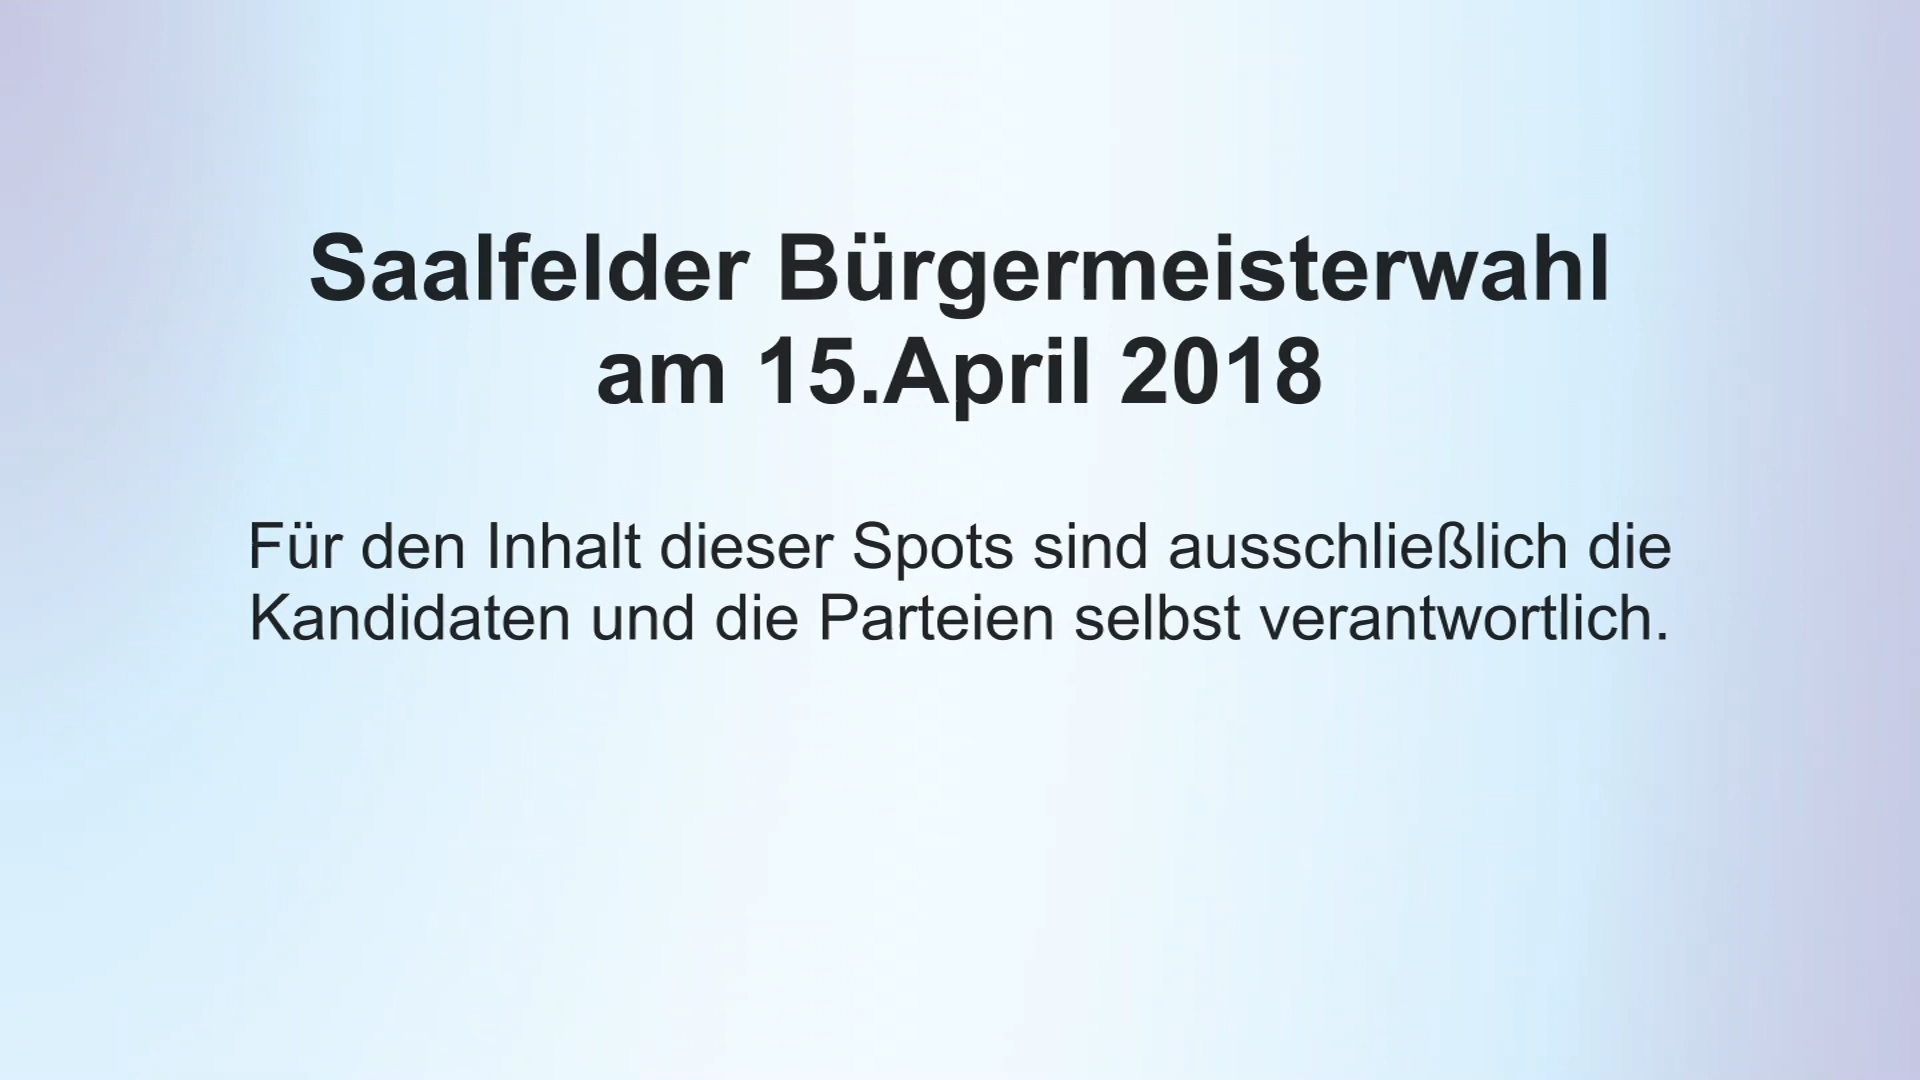 Saalfelder Bürgermeisterwahl
am 15.April 2018
Für den Inhalt dieser Spots sind ausschließlich die
Kandidaten und die Parteien selbst verantwortlich.